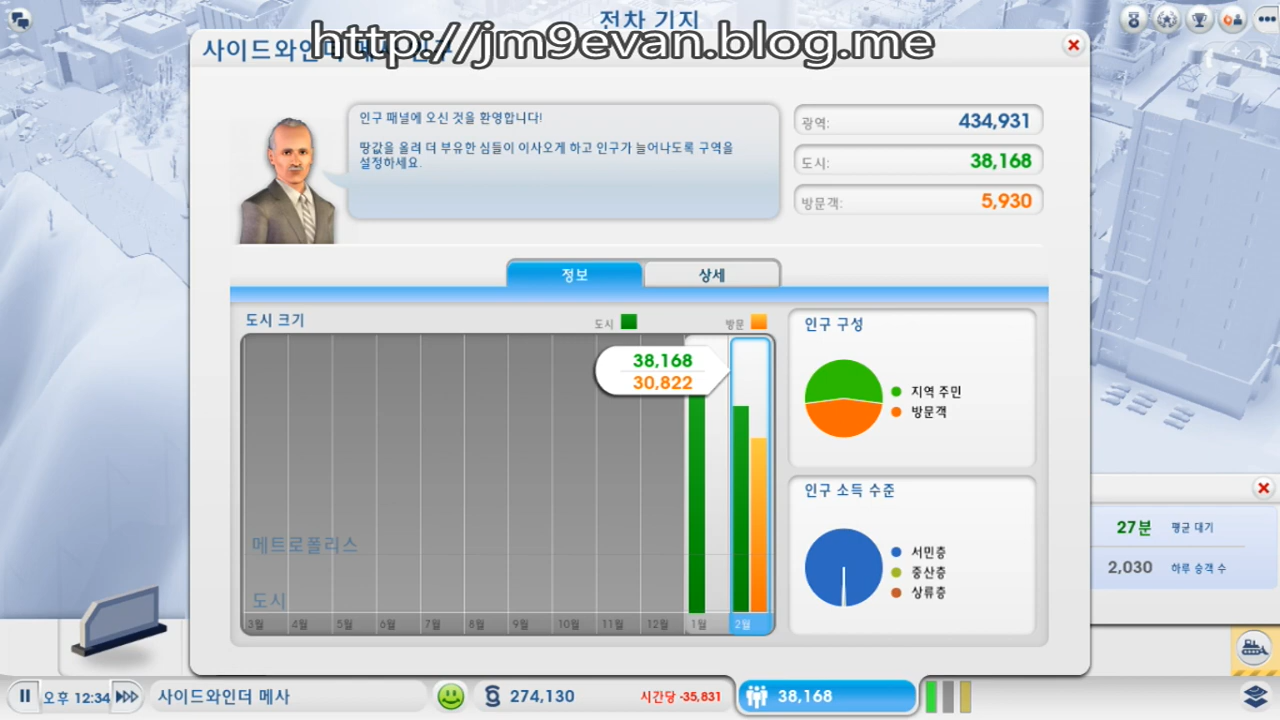 전차 기지
http://jm9evan.blog.me
사이드와인더 메사 인구
인구 패널에 오신 것을 환영합니다!
땅값을 올려 더 부유한 심들이 이사오게 하고 인구가 늘어나도록 구역을
설정하세요.
광역: 434,931
도시: 38,168
방문객: 5,930
정보 상세
도시 크기 도시 방문
38,168
30,822
메트로폴리스
도시
3월 4월 5월 6월 7월 8월 9월 10월 11월 12월 1월 2월
인구 구성
지역 주민
방문객
인구 소득 수준
서민층
중산층
상류층
27분 평균 대기
2,030 하루 승객 수
오후 12:34 사이드와인더 메사 274,130 시간당 -35,831 38,168